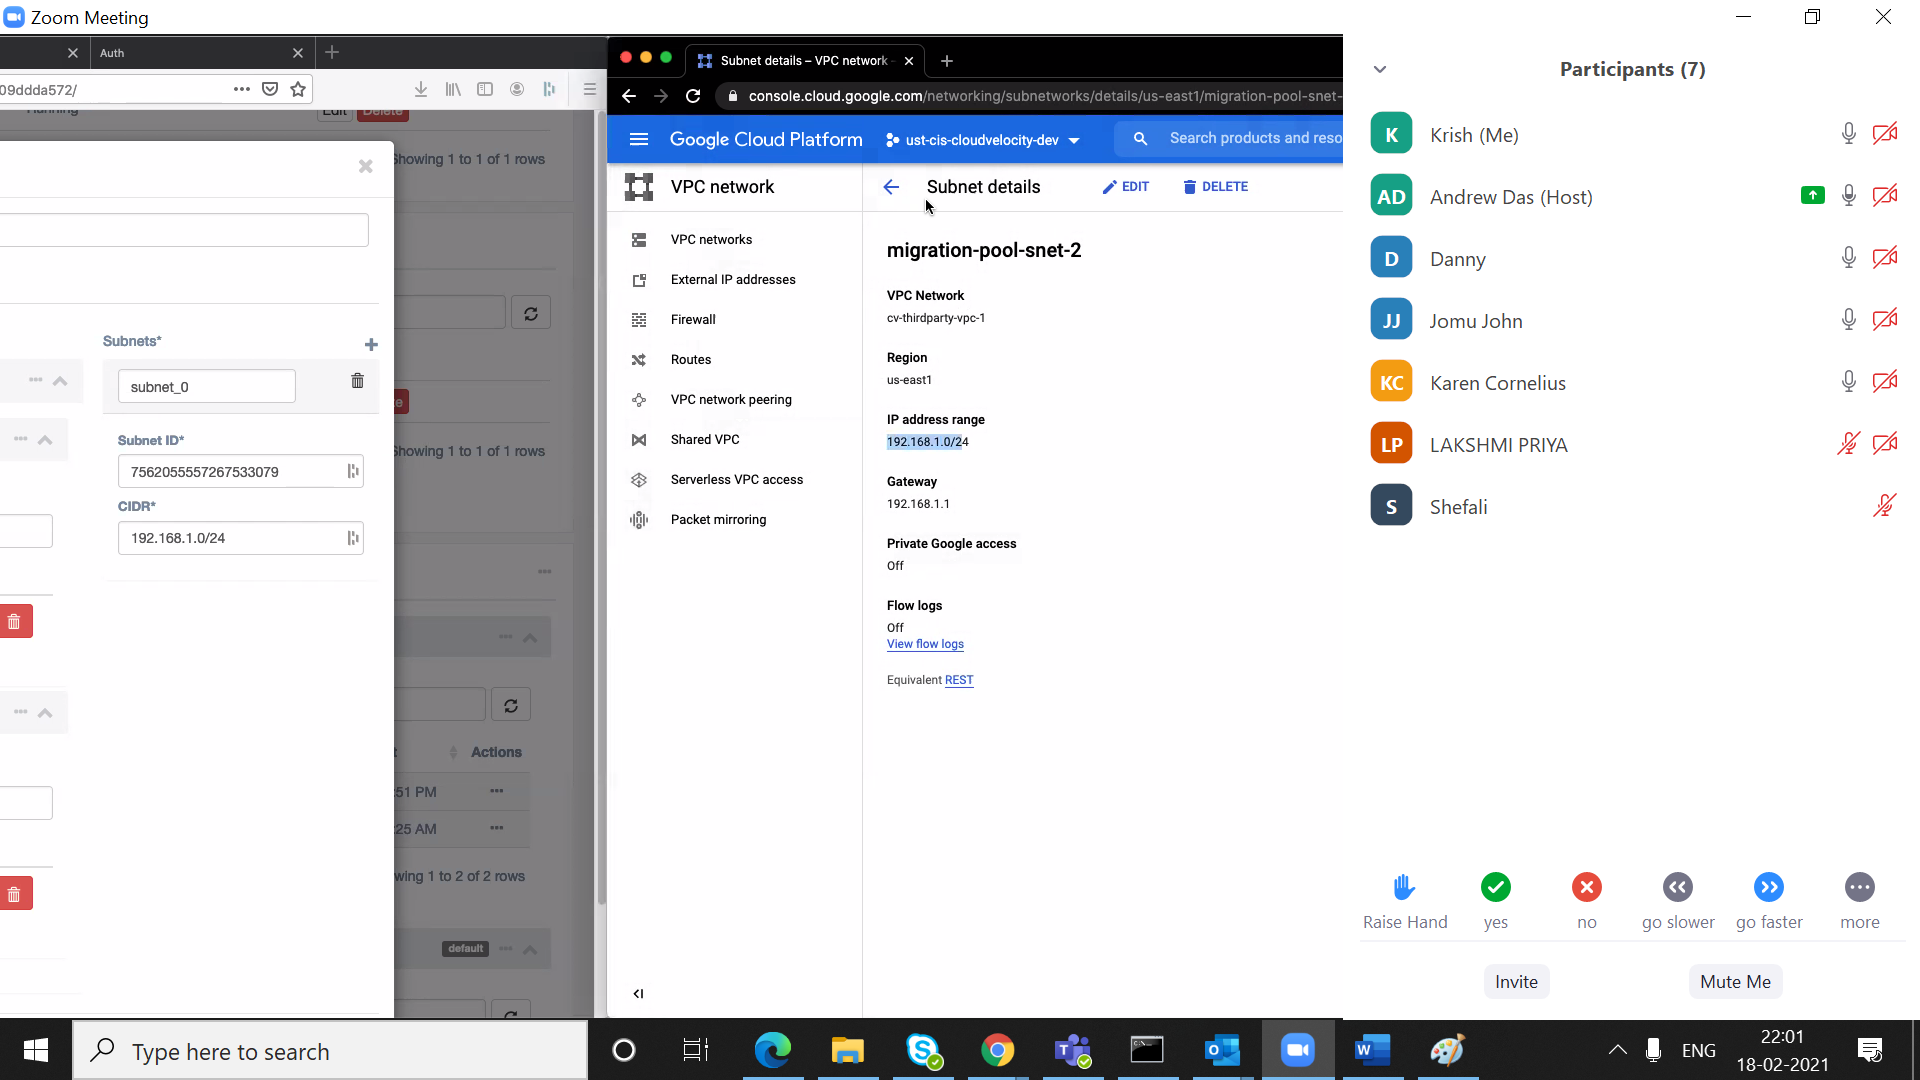 Zoom Meeting
Auth
09ddda572/
Edit Delete
Showing 1 to 1 of 1 rows
Subnets*
subnet_0
Subnet ID*
7562055557267533079
CIDR*
192.168.1.0/24
Showing 1 to 1 of 1 rows
Actions
:51 PM
:25 AM
wing 1 to 2 of 2 rows
default
Subnet details – VPC network
console.cloud.google.com/networking/subnetworks/details/us-east1/migration-pool-snet-
Google Cloud Platform
ust-cis-cloudvelocity-dev
Search products and reso
VPC network
Subnet details
EDIT
DELETE
VPC networks
External IP addresses
Firewall
Routes
VPC network peering
Shared VPC
Serverless VPC access
Packet mirroring
migration-pool-snet-2
VPC Network
cv-thirdparty-vpc-1
Region
us-east1
IP address range
192.168.1.0/24
Gateway
192.168.1.1
Private Google access
Off
Flow logs
Off
View flow logs
Equivalent REST
Participants (7)
K Krish (Me)
AD Andrew Das (Host)
D Danny
JJ Jomu John
KC Karen Cornelius
LP LAKSHMI PRIYA
S Shefali
Raise Hand
yes
no
go slower
go faster
more
Invite
Mute Me
Type here to search
ENG
22:01
18-02-2021